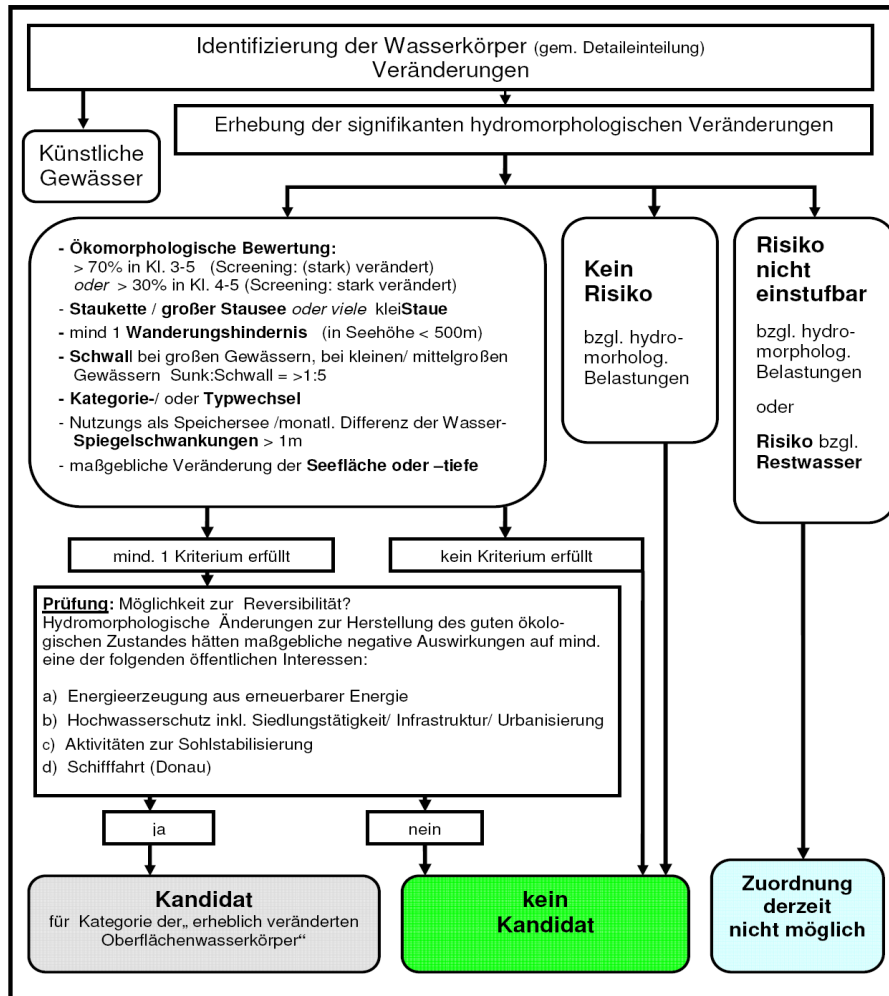 Identifizierung der Wasserkörper (gem. Detaileinteilung)
Veränderungen
Erhebung der signifikanten hydromorphologischen Veränderungen
Künstliche
Gewässer
- Ökomorphologische Bewertung:
> 70% in Kl. 3-5 (Screening: (stark) verändert)
oder > 30% in Kl. 4-5 (Screening: stark verändert)
- Staukette / großer Stausee oder viele kleiStaue
- mind 1 Wanderungshindernis (in Seehöhe < 500m)
- Schwall bei großen Gewässern, bei kleinen/ mittelgroßen
Gewässern Sunk:Schwall = >1:5
- Kategorie-/ oder Typwechsel
- Nutzungs als Speichersee /monatl. Differenz der Wasser-
Spiegelschwankungen > 1m
- maßgebliche Veränderung der Seefläche oder –tiefe
Kein
Risiko
bzgl. hydro-
morholog.
Belastungen
Risiko
nicht
einstufbar
bzgl. hydro-
morpholog.
Belastungen
oder
Risiko bzgl.
Restwasser
mind. 1 Kriterium erfüllt
kein Kriterium erfüllt
Prüfung: Möglichkeit zur Reversibilität?
Hydromorphologische Änderungen zur Herstellung des guten ökolo-
gischen Zustandes hätten maßgebliche negative Auswirkungen auf mind.
eine der folgenden öffentlichen Interessen:
a) Energieerzeugung aus erneuerbarer Energie
b) Hochwasserschutz inkl. Siedlungstätigkeit/ Infrastruktur/ Urbanisierung
c) Aktivitäten zur Sohlstabilisierung
d) Schifffahrt (Donau)
ja
nein
Kandidat
für Kategorie der„ erheblich veränderten
Oberflächenwasserkörper“
kein
Kandidat
Zuordnung
derzeit
nicht möglich